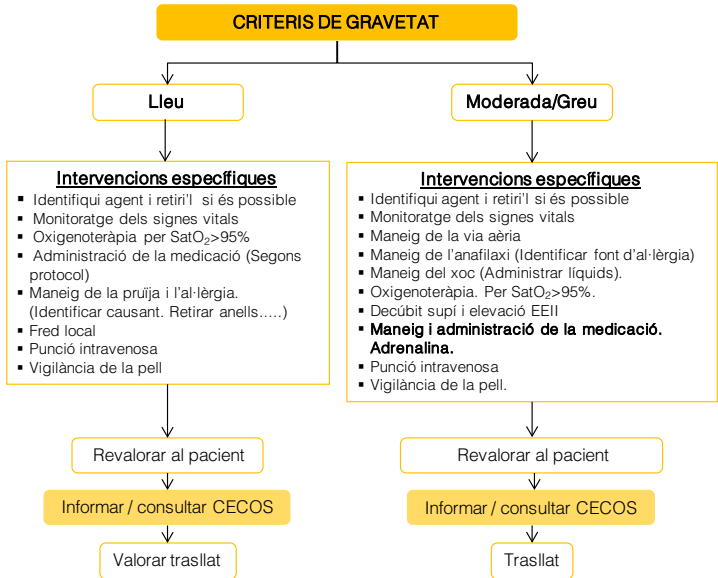 CRITERIS DE GRAVETAT
Lleu
Intervencions específiques
▪ Identifiqui agent i retiri'l si és possible
▪ Monitoratge dels signes vitals
▪ Oxigenoteràpia per SatO₂>95%
▪ Administració de la medicació (Segons
protocol)
▪ Maneig de la pruïja i l'al·lèrgia.
(Identificar causant. Retirar anells.....)
▪ Fred local
▪ Punció intravenosa
▪ Vigilància de la pell
Revalorar al pacient
Informar / consultar CECOS
Valorar trasllat
Moderada/Greu
Intervencions específiques
▪ Identifiqui agent i retiri'l si és possible
▪ Monitoratge dels signes vitals
▪ Maneig de la via aèria
▪ Maneig de l'anafilaxi (Identificar font d'al·lèrgia)
▪ Maneig del xoc (Administrar líquids).
▪ Oxigenoteràpia. Per SatO₂>95%.
▪ Decúbit supí i elevació EEII
▪ Maneig i administració de la medicació.
Adrenalina.
▪ Punció intravenosa
▪ Vigilància de la pell.
Revalorar al pacient
Informar / consultar CECOS
Trasllat